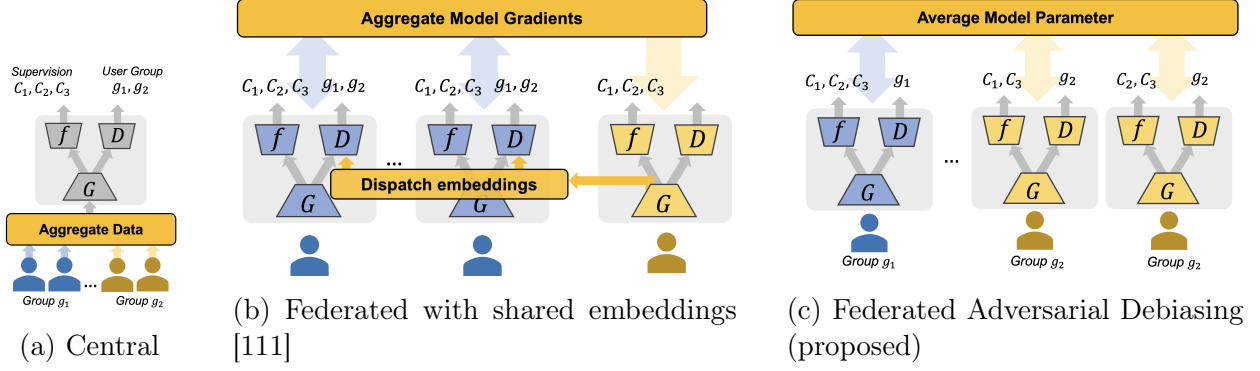 Supervision
C₁, C₂, C₃
User Group
g₁, g₂
f
D
G
Aggregate Data
Group g₁
...
Group g₂
(a) Central
Aggregate Model Gradients
C₁, C₂, C₃
g₁, g₂
C₁, C₂, C₃
g₁, g₂
C₁, C₂, C₃
f
D
...
f
D
f
D
Dispatch embeddings
G
G
G
(b) Federated with shared embeddings
[111]
Average Model Parameter
C₁, C₂, C₃
g₁
C₁, C₃
g₂
C₂, C₃
g₂
f
D
f
D
f
D
...
G
G
G
Group g₁
Group g₂
Group g₂
(c) Federated Adversarial Debiasing
(proposed)